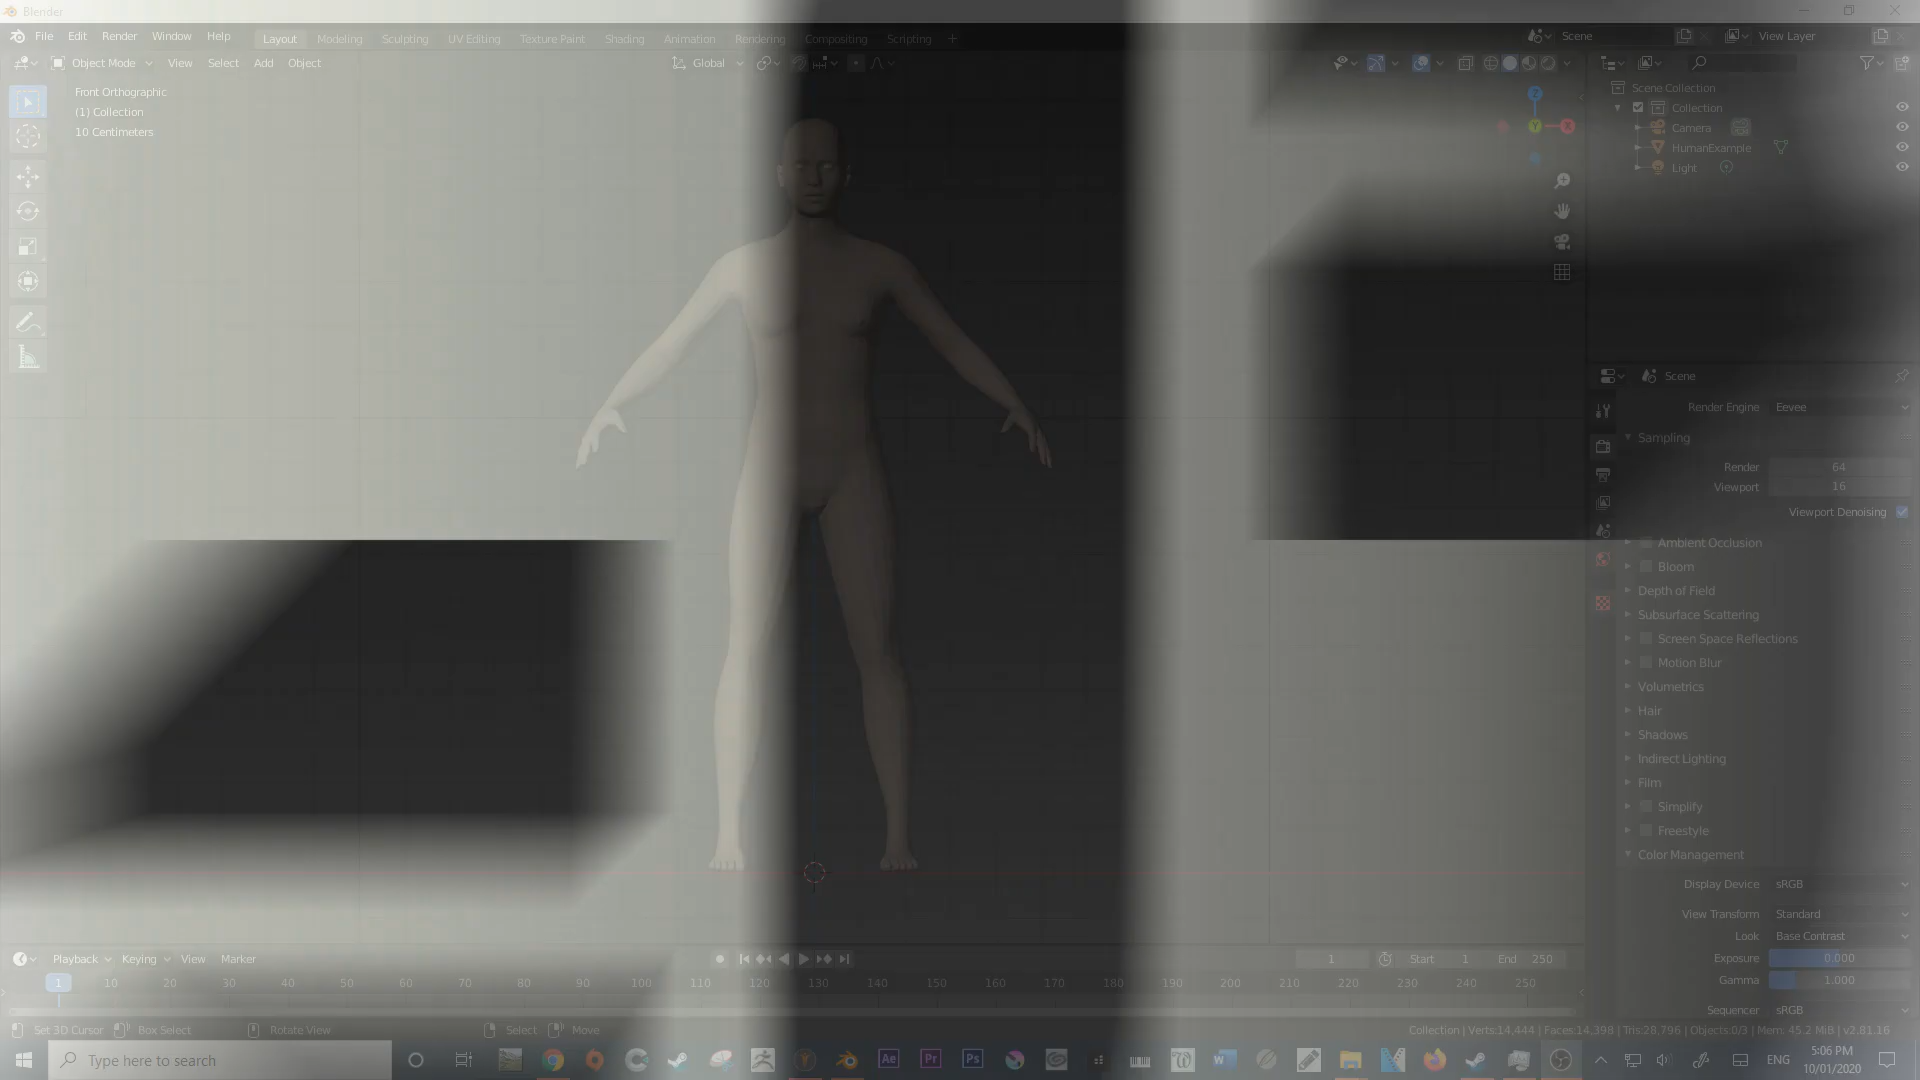 Blender
File Edit Render Window Help
Layout Modeling Sculpting UV Editing Texture Paint Shading Animation Rendering Compositing Scripting +
Scene
View Layer
Object Mode View Select Add Object
Global
Front Orthographic
(1) Collection
10 Centimeters
Z
Y
X
Scene Collection
Collection
Camera
HumanExample
Light
Scene
Render Engine Eevee
Sampling
Render 64
Viewport 16
Viewport Denoising
Ambient Occlusion
Bloom
Depth of Field
Subsurface Scattering
Screen Space Reflections
Motion Blur
Volumetrics
Hair
Shadows
Indirect Lighting
Film
Simplify
Freestyle
Color Management
Display Device sRGB
View Transform Standard
Look Base Contrast
Exposure 0.000
Gamma 1.000
Sequencer sRGB
Playback Keying View Marker
1 Start 1 End 250
1 10 20 30 40 50 60 70 80 90 100 110 120 130 140 150 160 170 180 190 200 210 220 230 240 250
Set 3D Cursor Box Select Rotate View Select Move
Collection | Verts:14,444 | Faces:14,398 | Tris:28,796 | Objects:0/3 | Mem: 45.2 MiB | v2.81.16
Type here to search
Ae Pr Ps W
ENG
5:06 PM
10/01/2020